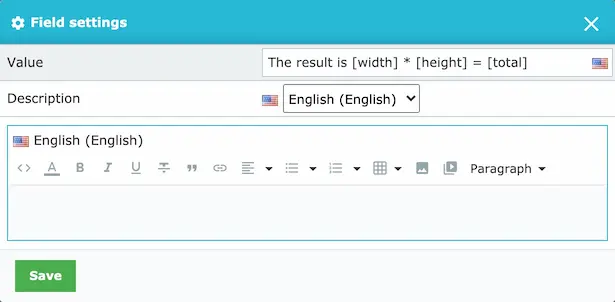 Field settings
Value
The result is [width] * [height] = [total]
Description
English (English)
English (English)
<> A B I U T Paragraph
Save